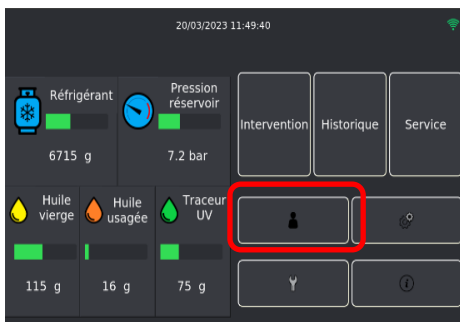 20/03/2023 11:49:40
Réfrigérant
6715 g
Pression
réservoir
7.2 bar
Intervention
Historique
Service
Huile
vierge
115 g
Huile
usagée
16 g
Traceur
UV
75 g
i